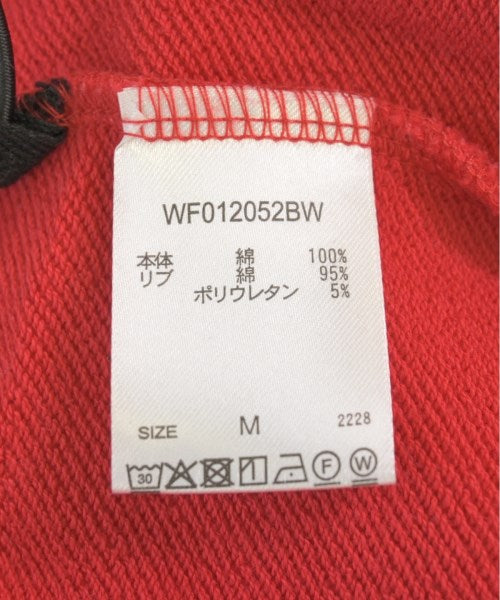 WF012052BW
本体 綿 100%
リブ 綿 95%
ポリウレタン 5%
SIZE M 2228
30 F W